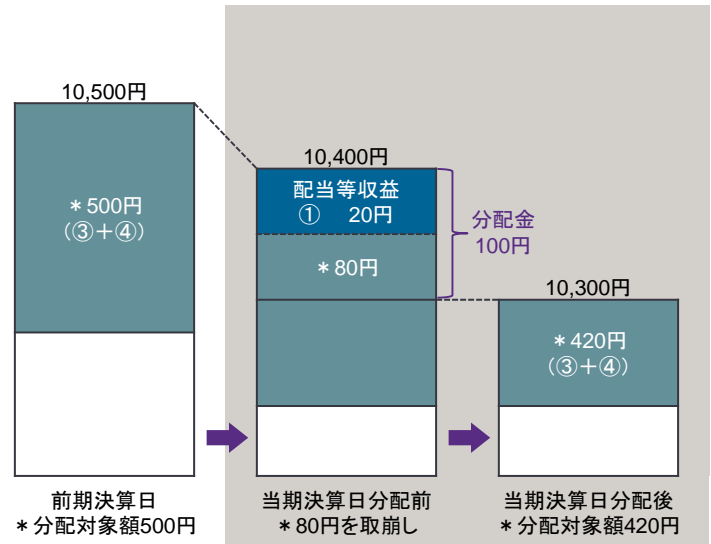 10,500円
＊500円
（③＋④）
10,400円
配当等収益
① 20円
＊80円
分配金
100円
10,300円
＊420円
（③＋④）
前期決算日
＊分配対象額500円
当期決算日分配前
＊80円を取崩し
当期決算日分配後
＊分配対象額420円